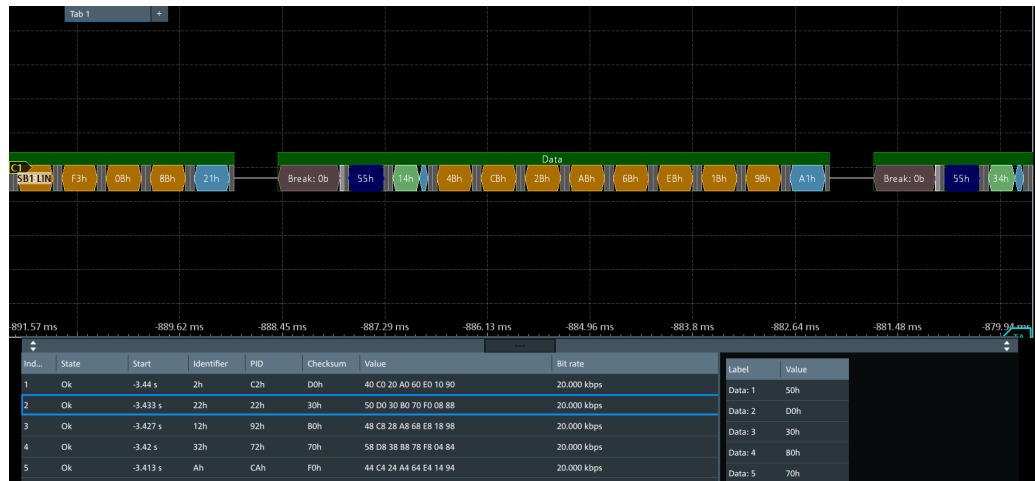 Tab 1 +
Data
C1
SB1 LIN F3h 0Bh 8Bh 21h Break: 0b 55h 14h 4Bh CBh 2Bh ABh 6Bh EBh 1Bh 9Bh A1h Break: 0b 55h 34h
-891.57 ms -889.62 ms -888.45 ms -887.29 ms -886.13 ms -884.96 ms -883.8 ms -882.64 ms -881.48 ms -879.94 ms
TA
Ind... State Start Identifier PID Checksum Value Bit rate
1 Ok -3.44 s 2h C2h D0h 40 C0 20 A0 60 E0 10 90 20.000 kbps
2 Ok -3.433 s 22h 22h 30h 50 D0 30 B0 70 F0 08 88 20.000 kbps
3 Ok -3.427 s 12h 92h B0h 48 C8 28 A8 68 E8 18 98 20.000 kbps
4 Ok -3.42 s 32h 72h 70h 58 D8 38 B8 78 F8 04 84 20.000 kbps
5 Ok -3.413 s Ah CAh F0h 44 C4 24 A4 64 E4 14 94 20.000 kbps
Label Value
Data: 1 50h
Data: 2 D0h
Data: 3 30h
Data: 4 B0h
Data: 5 70h